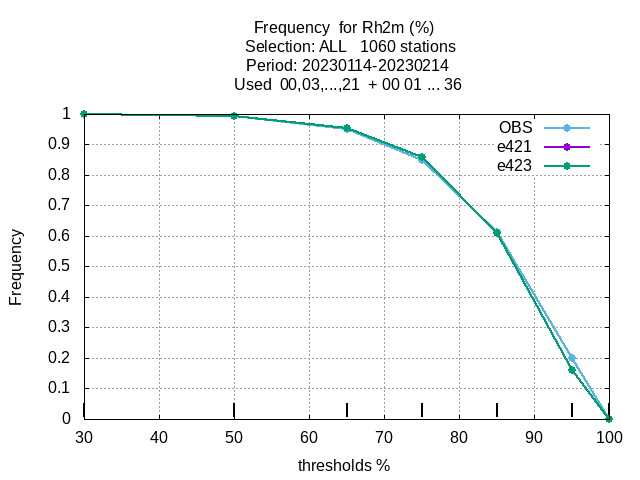 Frequency  for Rh2m (%)
Selection: ALL   1060 stations
Period: 20230114-20230214
Used  00,03,...,21  + 00 01 ... 36
1
0.9
0.8
0.7
0.6
0.5
0.4
0.3
0.2
0.1
0
Frequency
OBS
e421
e423
30 40 50 60 70 80 90 100
thresholds %